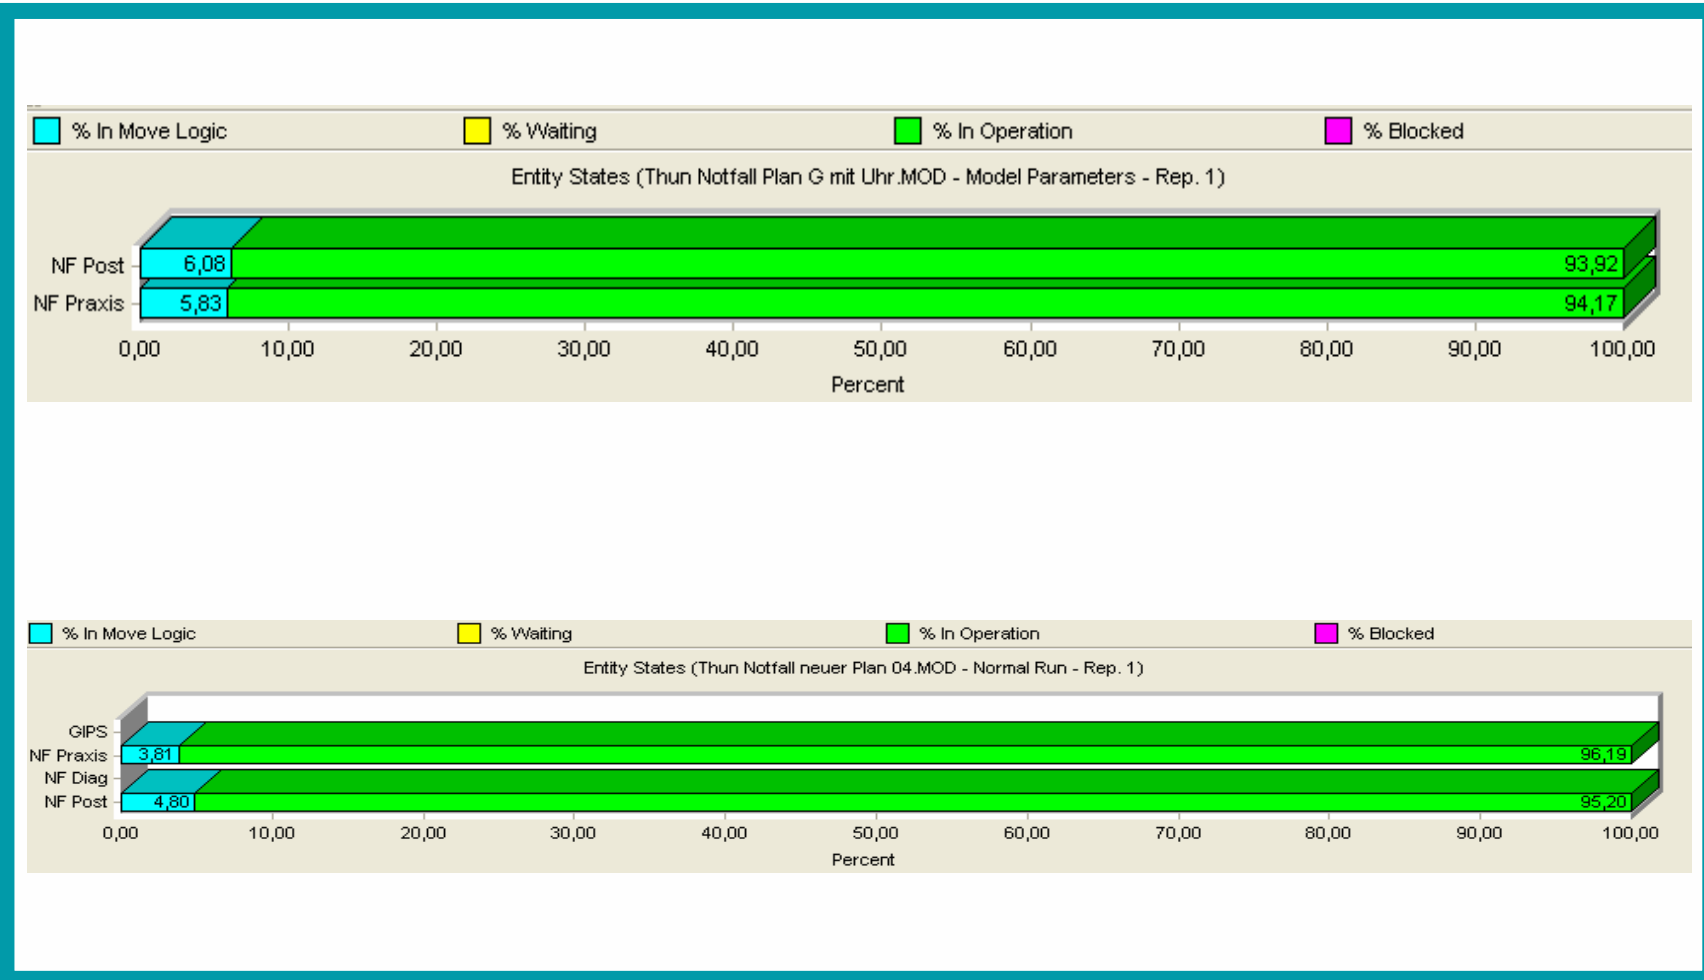 % In Move Logic % Waiting % In Operation % Blocked
Entity States (Thun Notfall Plan G mit Uhr.MOD - Model Parameters - Rep. 1)
NF Post 6,08 93,92
NF Praxis 5,83 94,17
0,00 10,00 20,00 30,00 40,00 50,00 60,00 70,00 80,00 90,00 100,00
Percent
% In Move Logic % Waiting % In Operation % Blocked
Entity States (Thun Notfall neuer Plan 04.MOD - Normal Run - Rep. 1)
GIPS
NF Praxis 3,81 96,19
NF Diag
NF Post 4,80 95,20
0,00 10,00 20,00 30,00 40,00 50,00 60,00 70,00 80,00 90,00 100,00
Percent